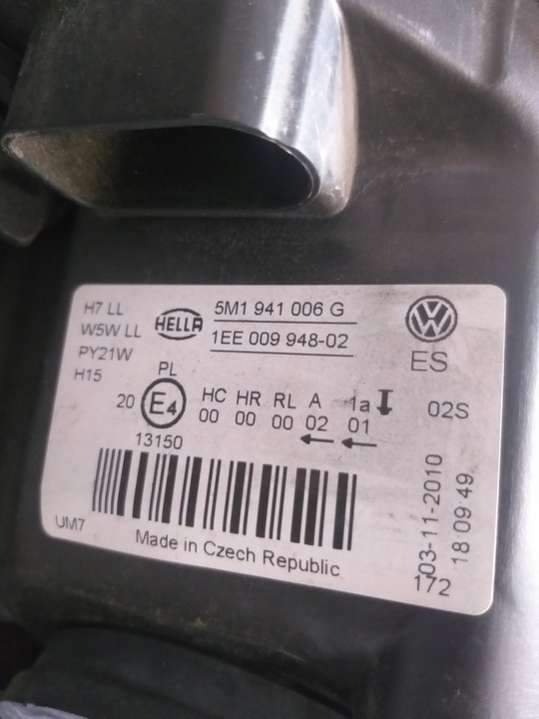 H7 LL
W5W LL
PY21W
H15
HELLA
5M1 941 006 G
1EE 009 948-02
VW
ES
PL
20 E4
HC HR RL A 1a
00 00 00 02 01
02S
13150
UM7
Made in Czech Republic
03-11-2010
18:09:49
172